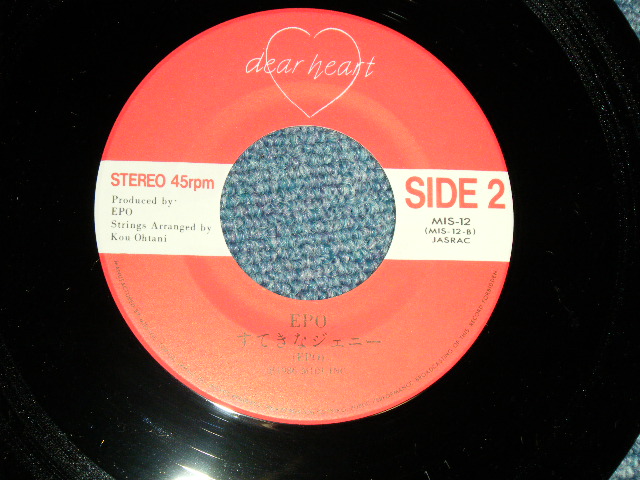 dear heart
STEREO 45rpm
SIDE 2
Produced by
EPO
Strings Arranged by
Kou Ohtani
MIS-12
(MIS-12-B)
JASRAC
EPO
すてきなジェニー
(EPO)